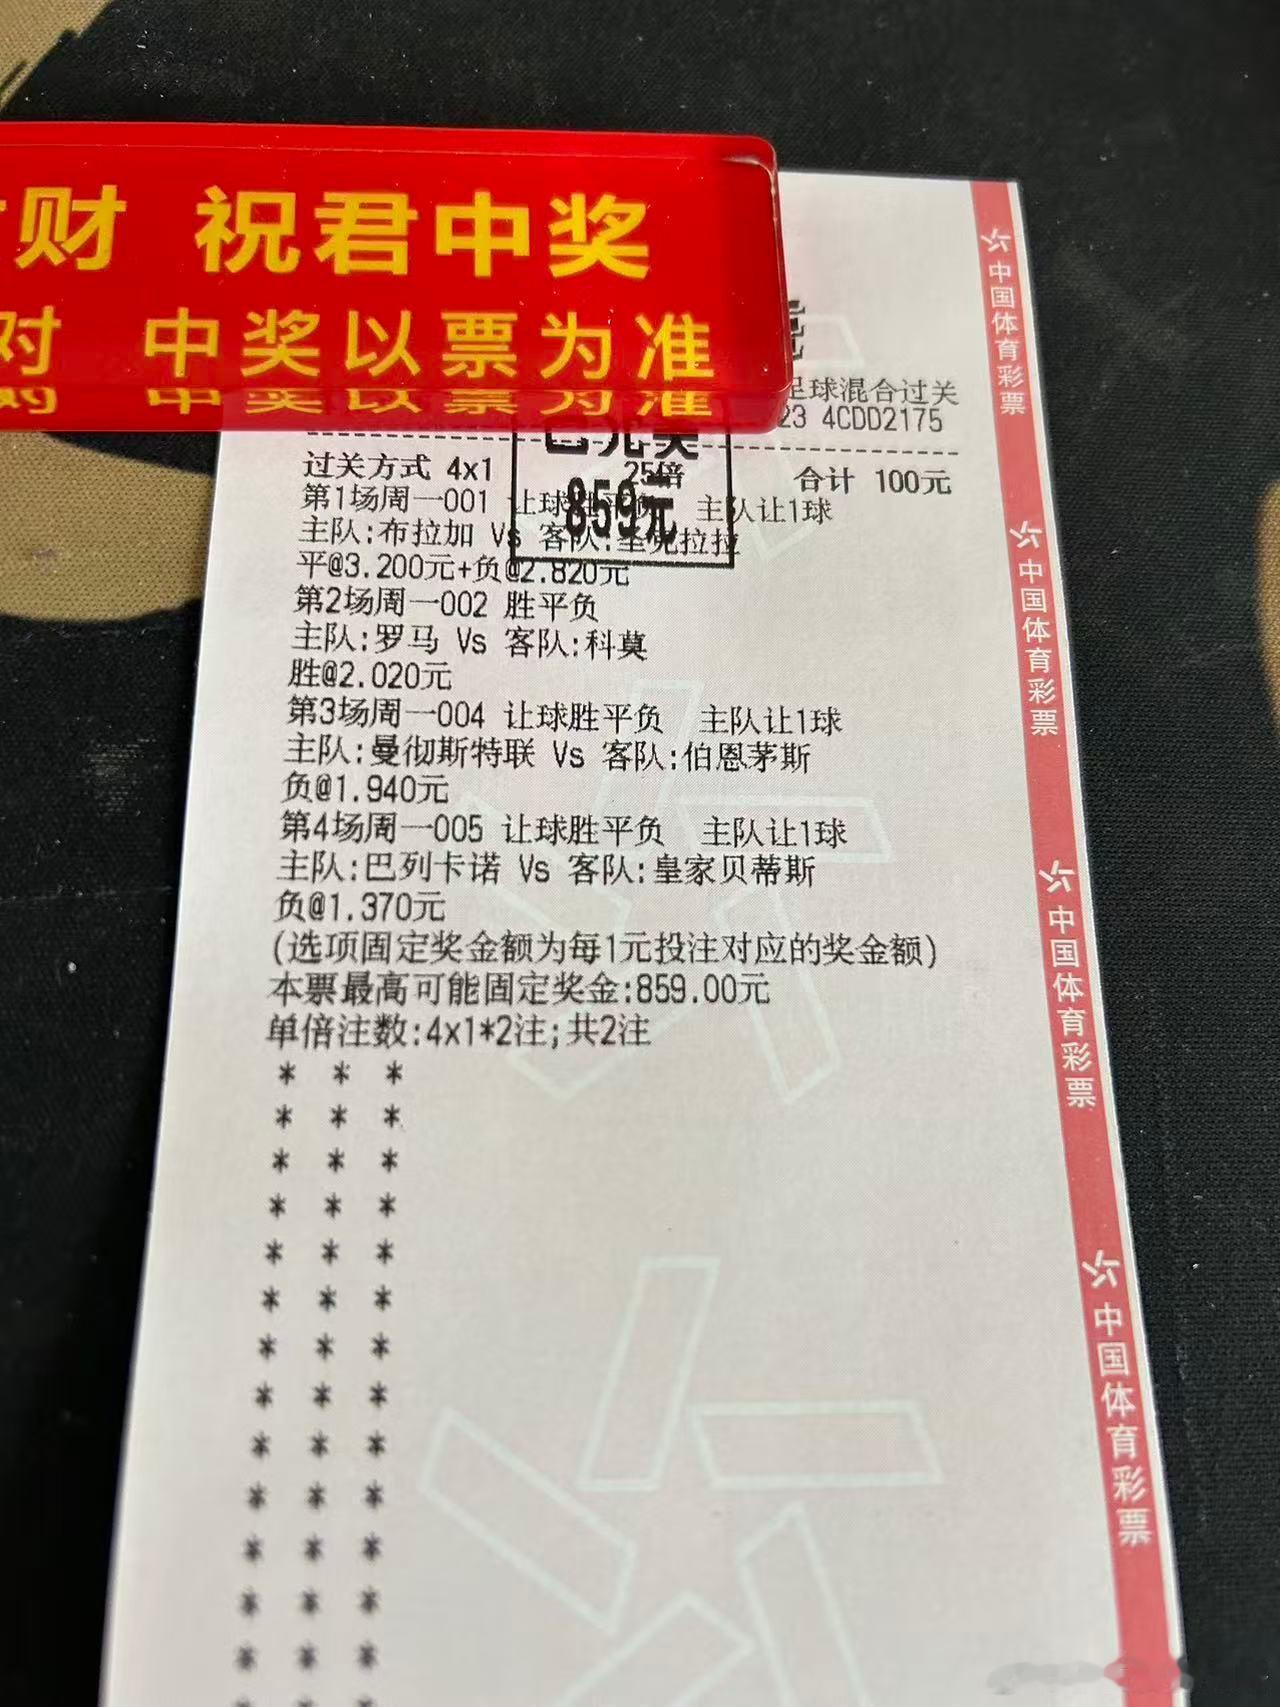 财 祝君中奖
对 中奖以票为准
足球混合过关
23 4CDD2175
已兑奖
859元
过关方式 4x1 25倍 合计 100元
第1场周一001 让球胜平负 主队让1球
主队:布拉加 Vs 客队:圣克拉拉
平@3.200元+负@2.820元
第2场周一002 胜平负
主队:罗马 Vs 客队:科莫
胜@2.020元
第3场周一004 让球胜平负 主队让1球
主队:曼彻斯特联 Vs 客队:伯恩茅斯
负@1.940元
第4场周一005 让球胜平负 主队让1球
主队:巴列卡诺 Vs 客队:皇家贝蒂斯
负@1.370元
(选项固定奖金额为每1元投注对应的奖金额)
本票最高可能固定奖金:859.00元
单倍注数:4x1*2注;共2注
* * *
* * *
* * *
* * *
* * *
* * *
* * *
* * *
* * *
* * *
* * *
* * *
* * *
* * *
中国体育彩票
中国体育彩票
中国体育彩票
中国体育彩票